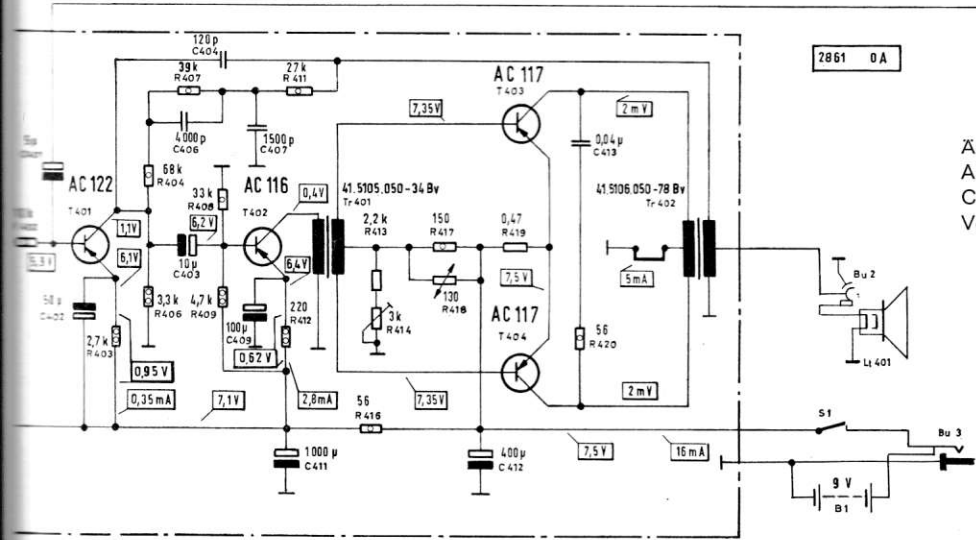 120p
C404
39k
R407
27k
R411
AC 117
T403
2861 0A
7,35V
2mV
4000p
C406
1500p
C407
0,04µ
C413
68k
R404
AC 122
33k
R408
AC 116
0,4V
41.5105.050-34 Bv
Tr401
41.5106.050-78 Bv
Tr 402
Ä
A
C
V
T401
1,1V
6,2V
T402
2,2k
R413
150
R417
0,47
R419
6,1V
10µ
C403
6,4V
7,5V
5mA
Bu 2
50µ
C402
3,3k
R406
4,7k
R409
100µ
C409
220
R412
3k
R414
130
R418
AC 117
T404
56
R420
Lt 401
2,7k
R403
0,95V
0,62V
0,35mA
7,1V
2,8mA
7,35V
2mV
56
R416
S1
Bu 3
1000µ
C411
400µ
C412
7,5V
16mA
9V
B1